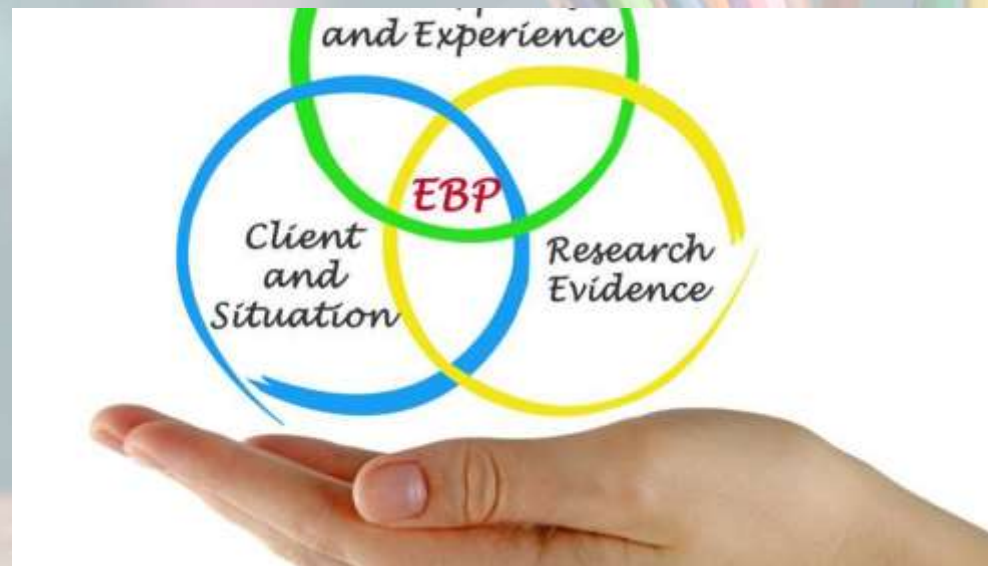 and Experience
EBP
Client
and
Situation
Research
Evidence